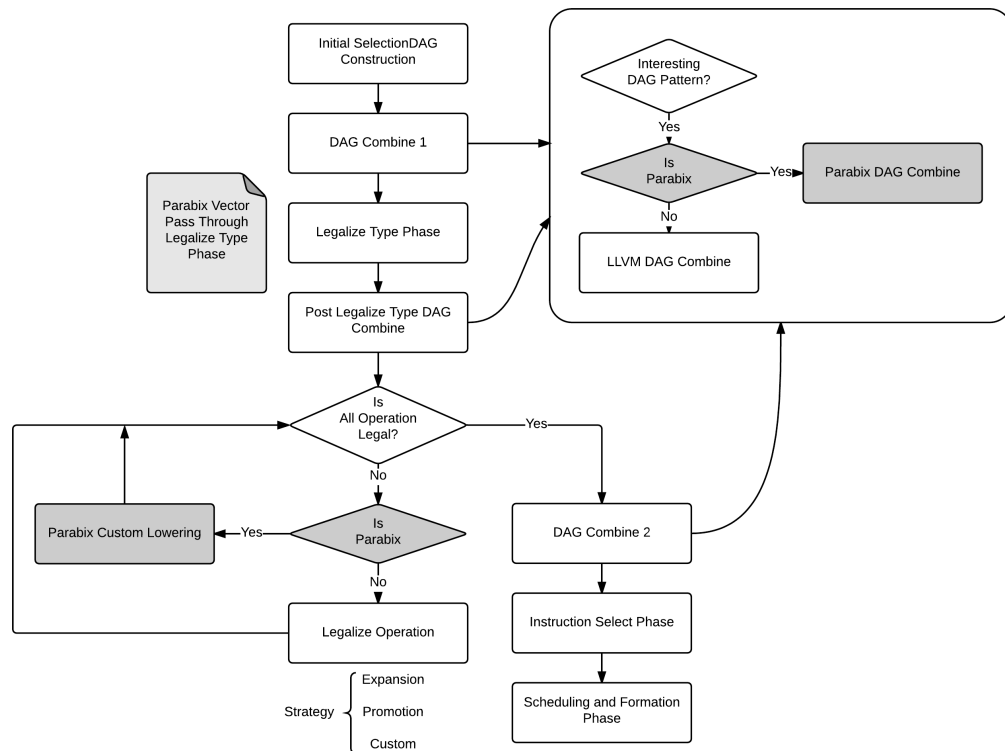 Initial SelectionDAG
Construction
DAG Combine 1
Legalize Type Phase
Post Legalize Type DAG
Combine
Parabix Vector
Pass Through
Legalize Type
Phase
Interesting
DAG Pattern?
Yes
Is
Parabix
Yes
Parabix DAG Combine
No
LLVM DAG Combine
Is
All Operation
Legal?
Yes
No
Is
Parabix
Yes
Parabix Custom Lowering
No
Legalize Operation
Strategy
Expansion
Promotion
Custom
DAG Combine 2
Instruction Select Phase
Scheduling and Formation
Phase